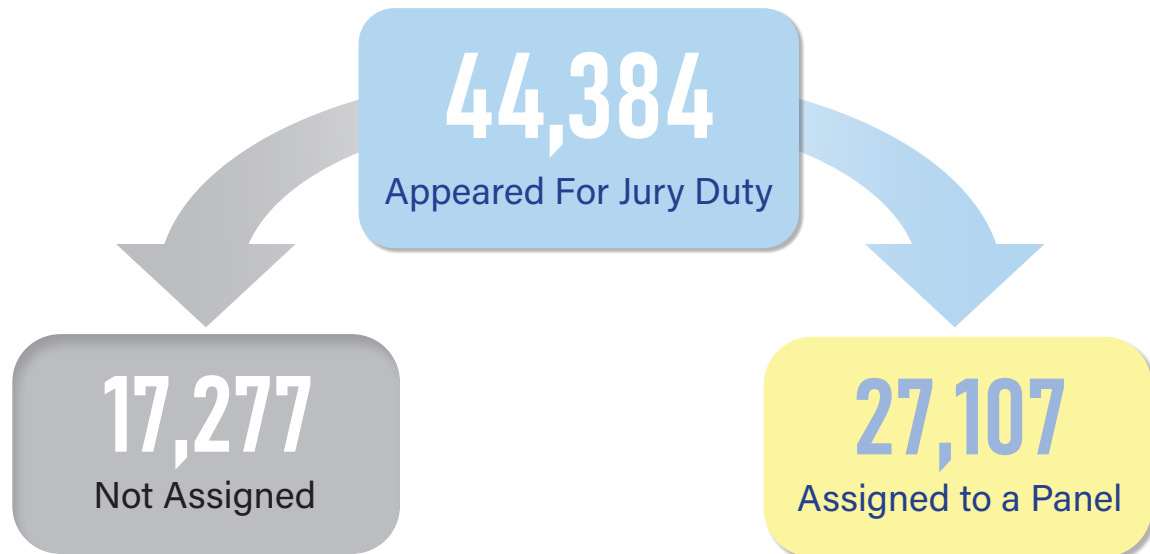 44,384
Appeared For Jury Duty
17,277
Not Assigned
27,107
Assigned to a Panel